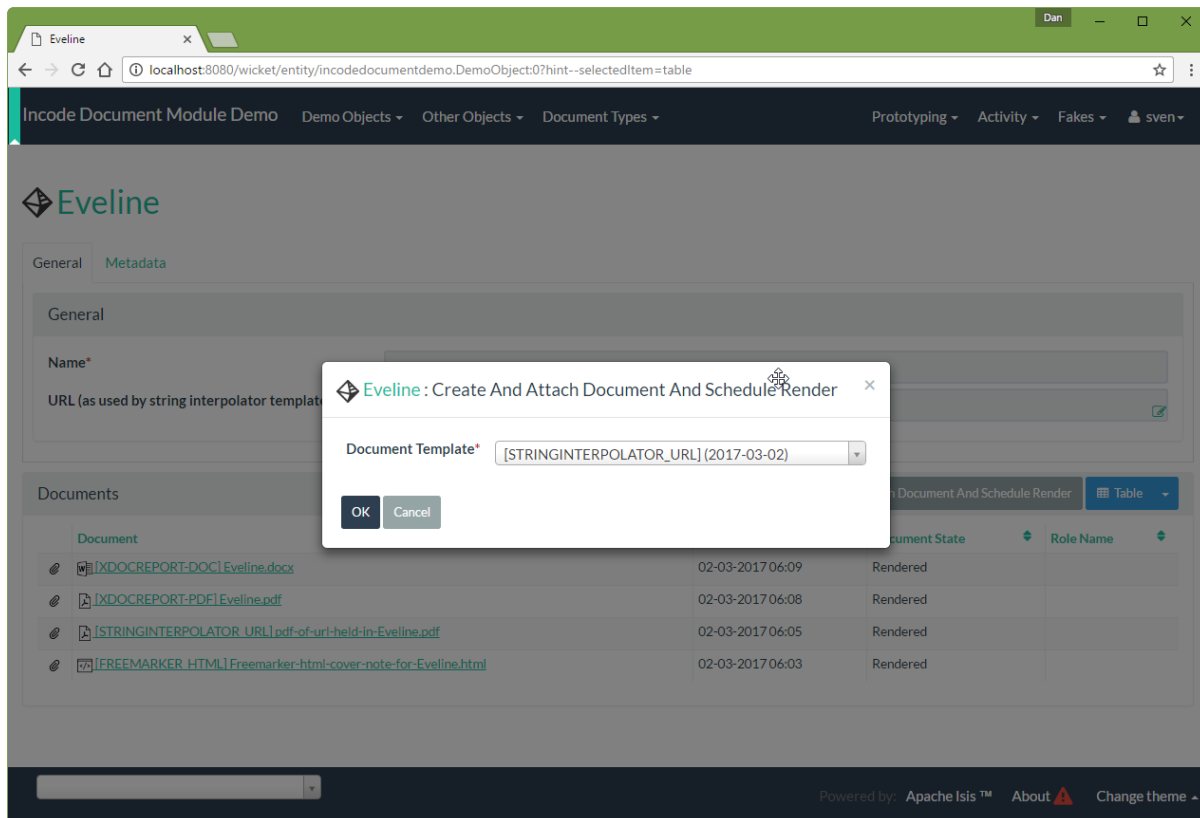 Dan
Eveline
localhost:8080/wicket/entity/incodedocumentdemo.DemoObject:0?hint--selectedItem=table
Incode Document Module Demo Demo Objects Other Objects Document Types Prototyping Activity Fakes sven
Eveline
General Metadata
General
Name*
Eveline : Create And Attach Document And Schedule Render ×
URL (as used by string interpolator
Document Template* [STRINGINTERPOLATOR_URL] (2017-03-02)
Documents Document And Schedule Render Table
OK Cancel
Document State Role Name
[XDOCREPORT-DOC] Eveline.docx 02-03-2017 06:09 Rendered
[XDOCREPORT-PDF] Eveline.pdf 02-03-2017 06:08 Rendered
[STRINGINTERPOLATOR_URL] pdf-of-url-held-in-Eveline.pdf 02-03-2017 06:05 Rendered
[FREEMARKER_HTML] Freemarker-html-cover-note-for-Eveline.html 02-03-2017 06:03 Rendered
Powered by: Apache Isis ™ About Change theme